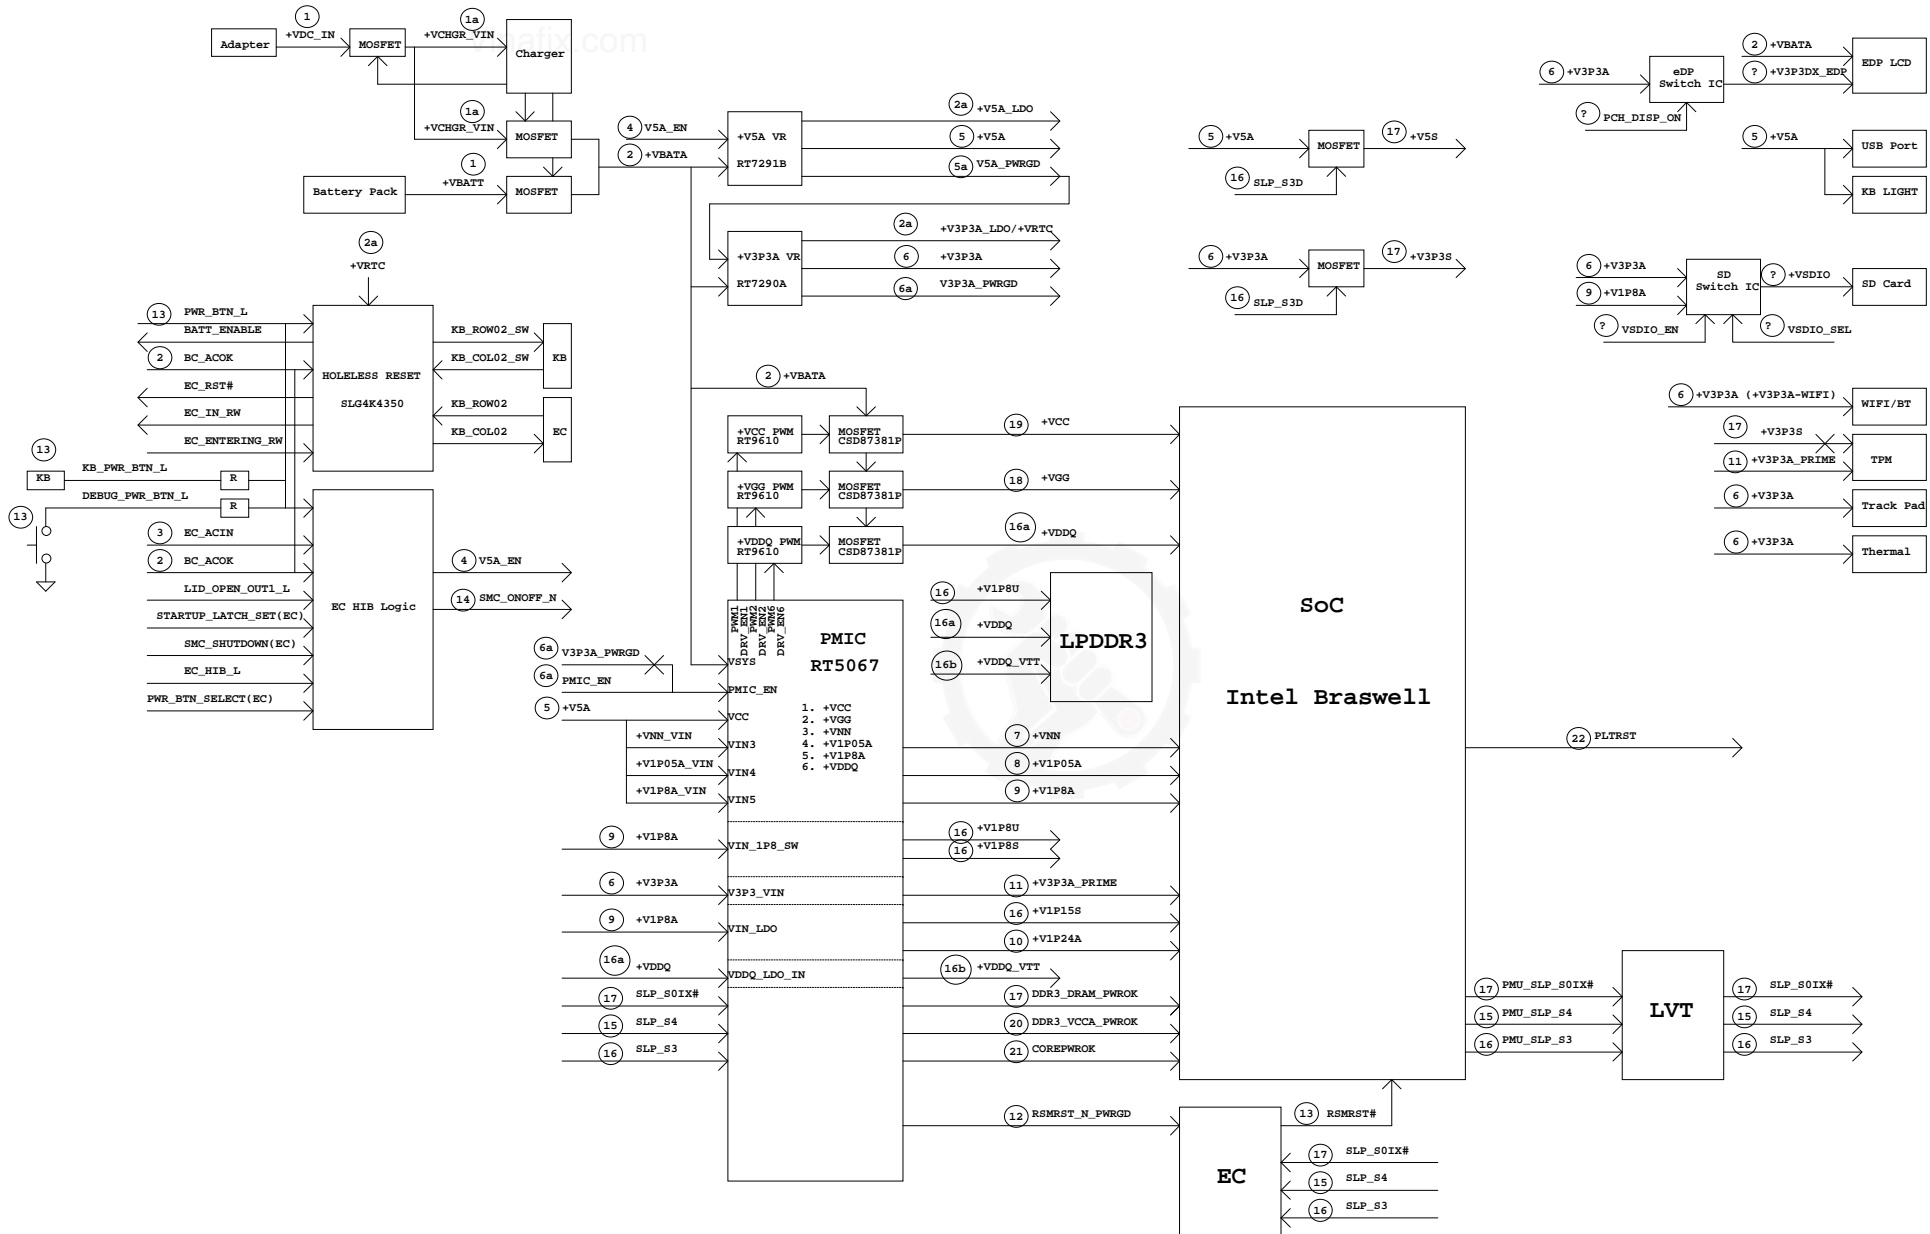 1
+VDC_IN
Adapter
MOSFET
1a
+VCHGR_VIN
Charger
1a
+VCHGR_VIN
MOSFET
1
+VBATT
Battery Pack
MOSFET
4 V5A_EN
2 +VBATA
+V5A VR
RT7291B
2a +V5A_LDO
5 +V5A
5a V5A_PWRGD
+V3P3A VR
RT7290A
2a +V3P3A_LDO/+VRTC
6 +V3P3A
6a V3P3A_PWRGD
5 +V5A
MOSFET
17 +V5S
16 SLP_S3D
6 +V3P3A
MOSFET
17 +V3P3S
16 SLP_S3D
6 +V3P3A
eDP
Switch IC
? PCH_DISP_ON
2 +VBATA
? +V3P3DX_EDP
EDP LCD
5 +V5A
USB Port
KB LIGHT
6 +V3P3A
9 +V1P8A
SD
Switch IC
? +VSDIO
SD Card
? VSDIO_EN
? VSDIO_SEL
6 +V3P3A (+V3P3A-WIFI)
WIFI/BT
17
+V3P3S
11 +V3P3A_PRIME
TPM
6 +V3P3A
Track Pad
6 +V3P3A
Thermal
2a
+VRTC
13 PWR_BTN_L
BATT_ENABLE
2 BC_ACOK
EC_RST#
EC_IN_RW
EC_ENTERING_RW
HOLELESS RESET
SLG4K4350
KB_ROW02_SW
KB_COL02_SW
KB
KB_ROW02
KB_COL02
EC
13
KB
KB_PWR_BTN_L
R
DEBUG_PWR_BTN_L
R
13
3 EC_ACIN
2 BC_ACOK
LID_OPEN_OUT1_L
STARTUP_LATCH_SET(EC)
SMC_SHUTDOWN(EC)
EC_HIB_L
PWR_BTN_SELECT(EC)
EC HIB Logic
4 V5A_EN
14 SMC_ONOFF_N
2 +VBATA
+VCC PWM
RT9610
MOSFET
CSD87381P
19 +VCC
+VGG PWM
RT9610
MOSFET
CSD87381P
18 +VGG
+VDDQ PWM
RT9610
MOSFET
CSD87381P
16a +VDDQ
PWM1
DRV_EN1
PWM2
DRV_EN2
PWM6
DRV_EN6
PMIC
RT5067
1. +VCC
2. +VGG
3. +VNN
4. +V1P05A
5. +V1P8A
6. +VDDQ
VSYS
6a V3P3A_PWRGD
6a PMIC_EN
PMIC_EN
5 +V5A
VCC
+VNN_VIN
VIN3
+V1P05A_VIN
VIN4
+V1P8A_VIN
VIN5
9 +V1P8A
VIN_1P8_SW
6 +V3P3A
V3P3_VIN
9 +V1P8A
VIN_LDO
16a +VDDQ
VDDQ_LDO_IN
17 SLP_S0IX#
15 SLP_S4
16 SLP_S3
16 +V1P8U
16a +VDDQ
16b +VDDQ_VTT
LPDDR3
7 +VNN
8 +V1P05A
9 +V1P8A
16 +V1P8U
16 +V1P8S
11 +V3P3A_PRIME
16 +V1P15S
10 +V1P24A
16b +VDDQ_VTT
17 DDR3_DRAM_PWROK
20 DDR3_VCCA_PWROK
21 COREPWROK
12 RSMRST_N_PWRGD
SoC
Intel Braswell
22 PLTRST
17 PMU_SLP_S0IX#
15 PMU_SLP_S4
16 PMU_SLP_S3
LVT
17 SLP_S0IX#
15 SLP_S4
16 SLP_S3
13 RSMRST#
EC
17 SLP_S0IX#
15 SLP_S4
16 SLP_S3